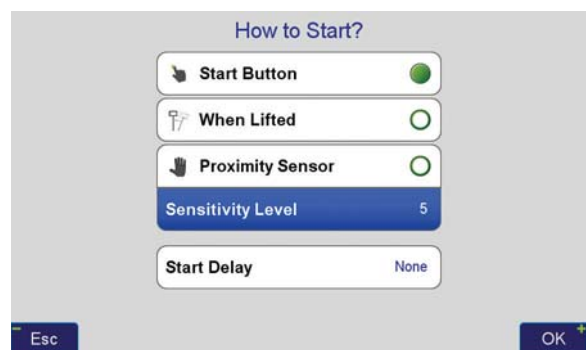 How to Start?
Start Button
When Lifted
Proximity Sensor
Sensitivity Level 5
Start Delay None
- Esc
OK +